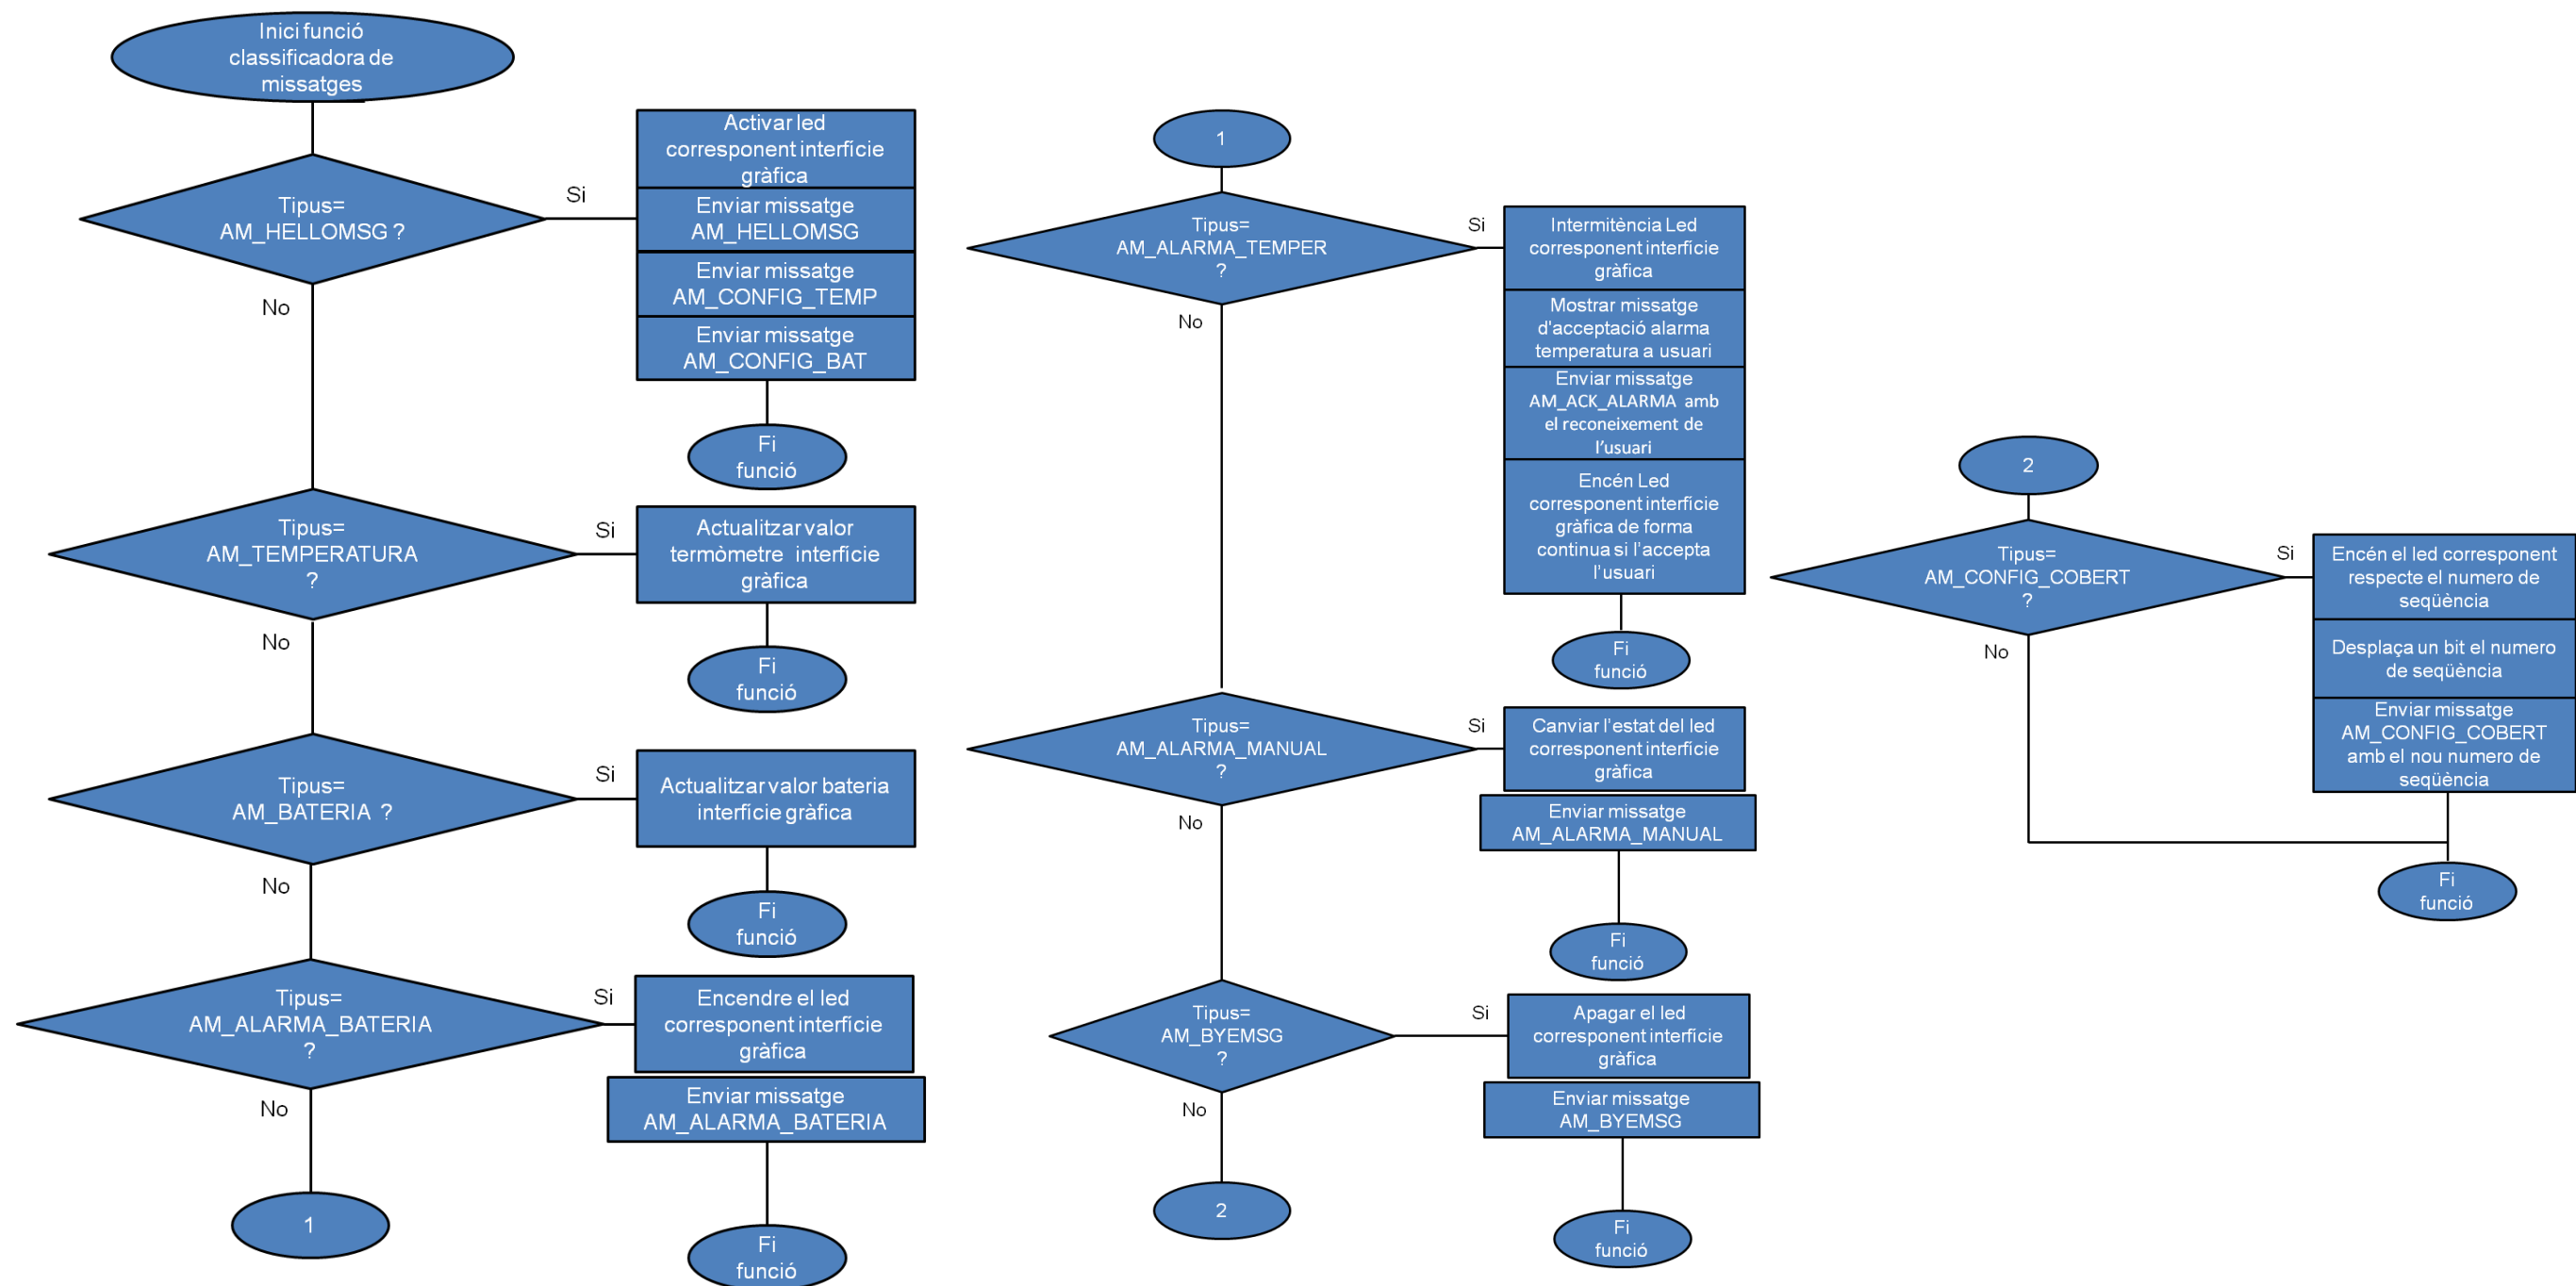 Inici funció
classificadora de
missatges
Tipus=
AM_HELLOMSG ?
Si
No
Activar led
corresponent interfície
gràfica
Enviar missatge
AM_HELLOMSG
Enviar missatge
AM_CONFIG_TEMP
Enviar missatge
AM_CONFIG_BAT
Fi
funció
Tipus=
AM_TEMPERATURA
?
Si
No
Actualitzar valor
termòmetre interfície
gràfica
Fi
funció
Tipus=
AM_BATERIA ?
Si
No
Actualitzar valor bateria
interfície gràfica
Fi
funció
Tipus=
AM_ALARMA_BATERIA
?
Si
No
Encendre el led
corresponent interfície
gràfica
Enviar missatge
AM_ALARMA_BATERIA
Fi
funció
1
1
Tipus=
AM_ALARMA_TEMPER
?
Si
No
Intermitència Led
corresponent interfície
gràfica
Mostrar missatge
d'acceptació alarma
temperatura a usuari
Enviar missatge
AM_ACK_ALARMA amb
el reconeixement de
l’usuari
Encén Led
corresponent interfície
gràfica de forma
continua si l’accepta
l’usuari
Fi
funció
Tipus=
AM_ALARMA_MANUAL
?
Si
No
Canviar l’estat del led
corresponent interfície
gràfica
Enviar missatge
AM_ALARMA_MANUAL
Fi
funció
Tipus=
AM_BYEMSG
?
Si
No
Apagar el led
corresponent interfície
gràfica
Enviar missatge
AM_BYEMSG
Fi
funció
2
2
Tipus=
AM_CONFIG_COBERT
?
Si
No
Encén el led corresponent
respecte el numero de
seqüència
Desplaça un bit el numero
de seqüència
Enviar missatge
AM_CONFIG_COBERT
amb el nou numero de
seqüència
Fi
funció